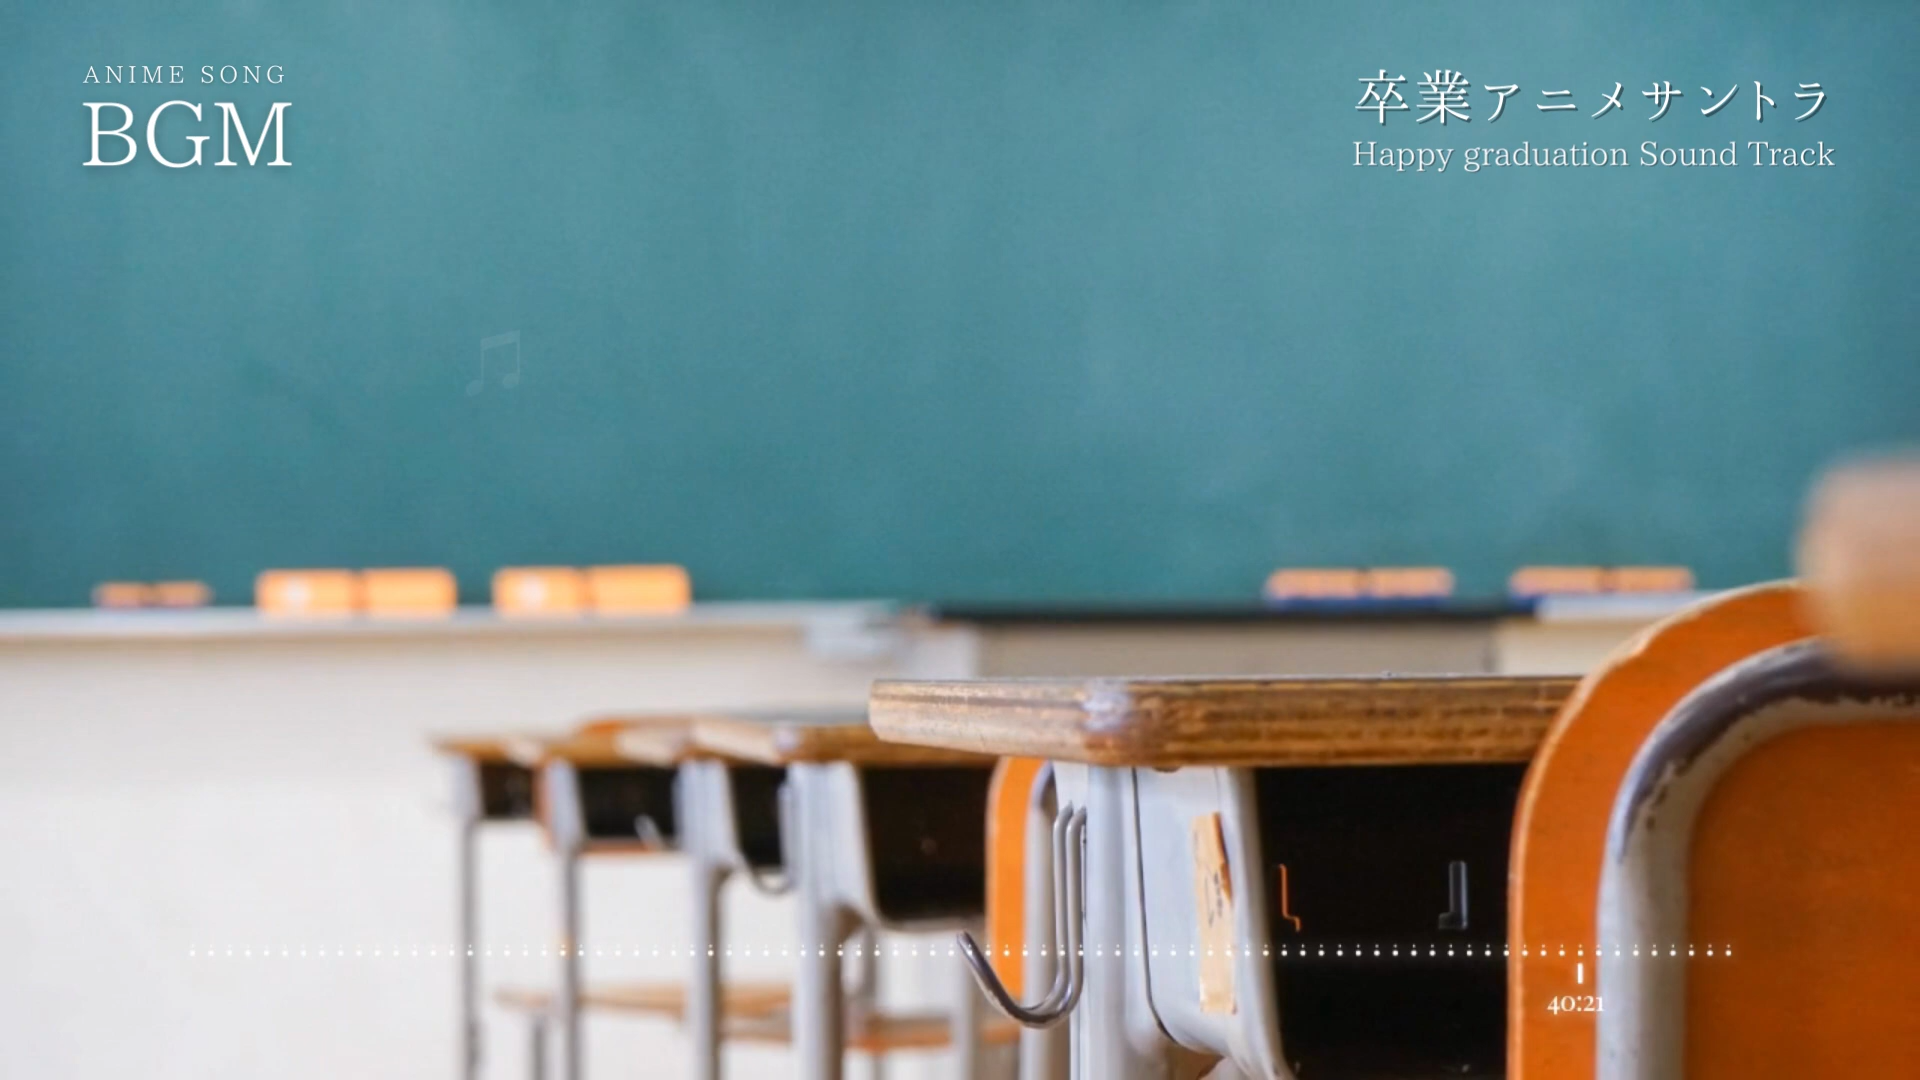 ANIME SONG
BGM
卒業アニメサントラ
Happy graduation Sound Track
40:21